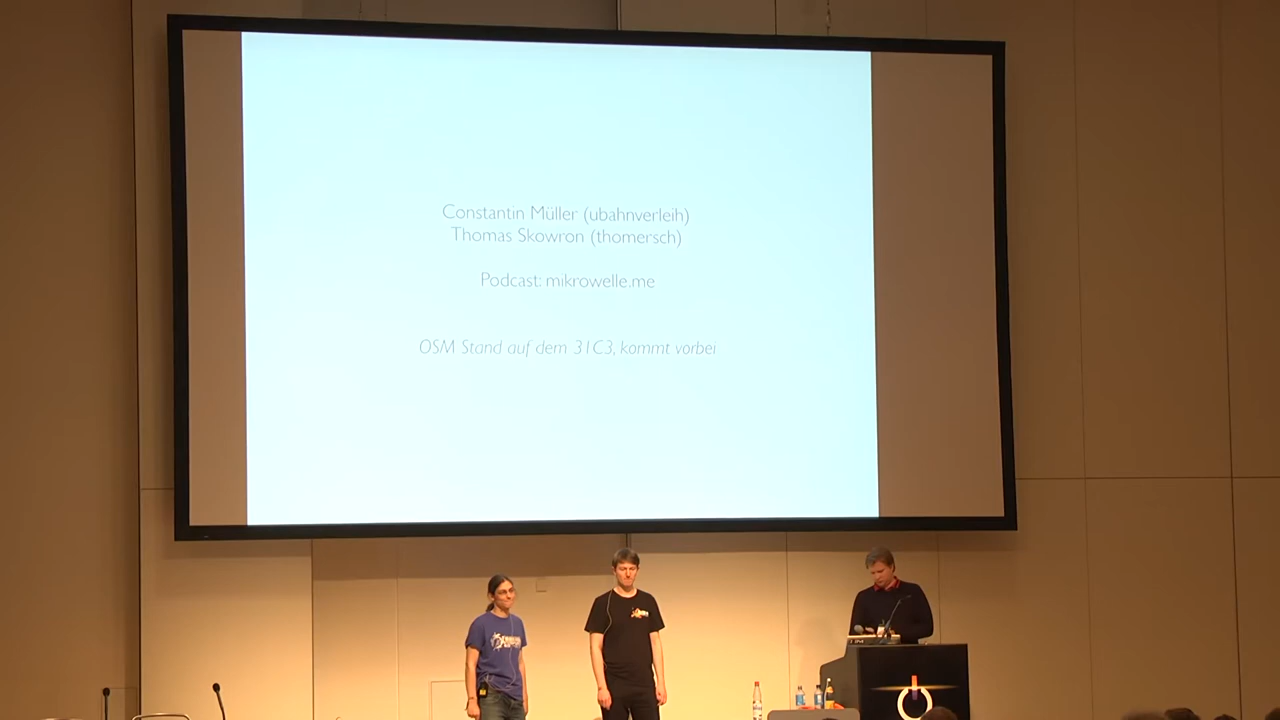 Constantin Müller (ubahnverleih)
Thomas Skowron (thomersch)
Podcast: mikrowelle.me
OSM Stand auf dem 31C3, kommt vorbei